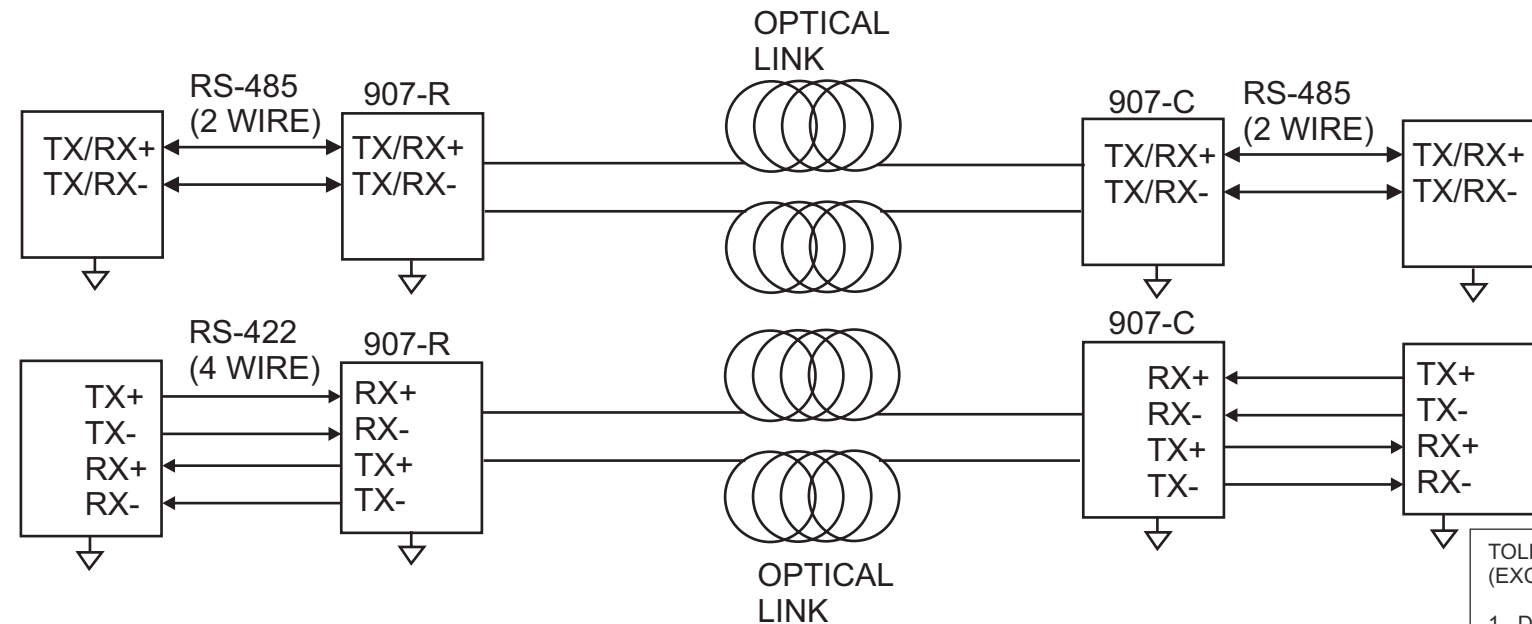 OPTICAL
LINK
RS-485
(2 WIRE)
907-R
907-C
RS-485
(2 WIRE)
TX/RX+
TX/RX-
TX/RX+
TX/RX-
TX/RX+
TX/RX-
TX/RX+
TX/RX-
RS-422
(4 WIRE)
907-R
907-C
TX+
TX-
RX+
RX-
RX+
RX-
TX+
TX-
RX+
RX-
TX+
TX-
TX+
TX-
RX+
RX-
OPTICAL
LINK
1